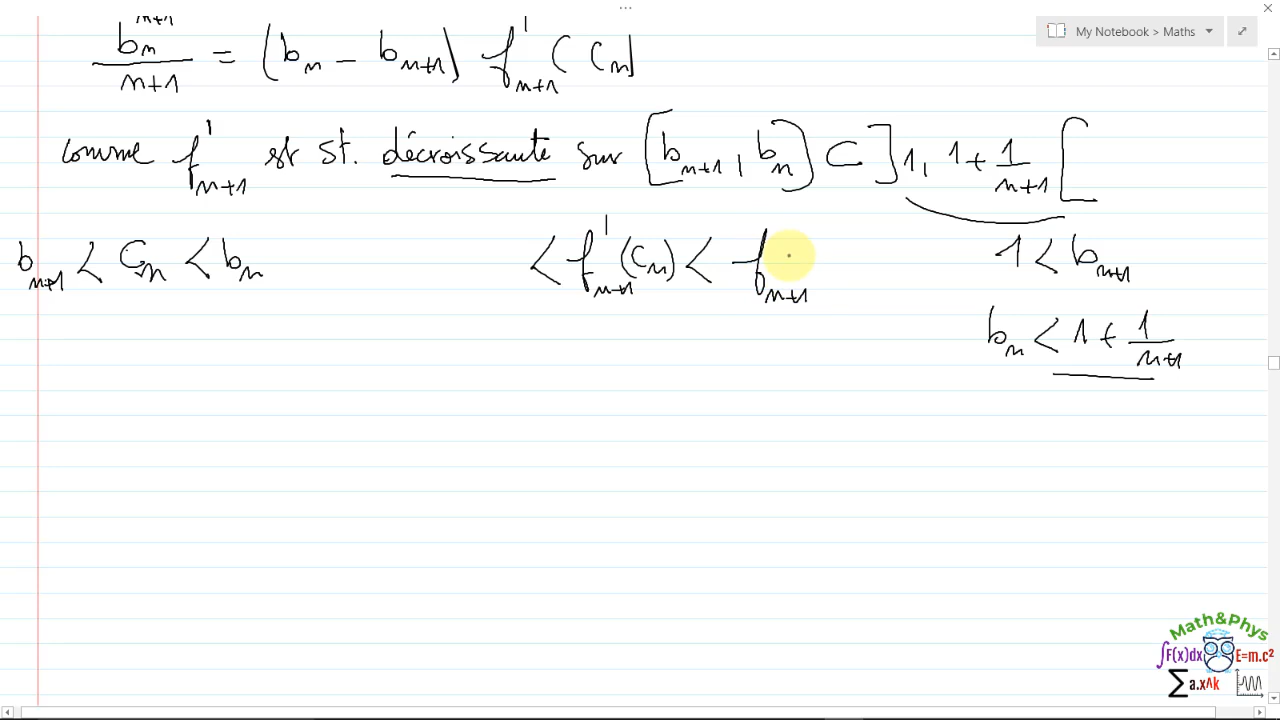 My Notebook > Maths
b_n^{n+1} / (n+1) = (b_n - b_{n+1}) f'_{n+1}(C_n)
comme f'_{n+1} est st. décroissante sur [b_{n+1}, b_n] ⊂ ]1, 1 + 1/(n+1)[
b_{n+1} < C_n < b_n < f'_{n+1}(C_n) < f_{n+1} 1 < b_{n+1}
b_n < 1 + 1/(n+1)
Math&Phys
∫F(x)dx E=m.c²
∑ a.x^k